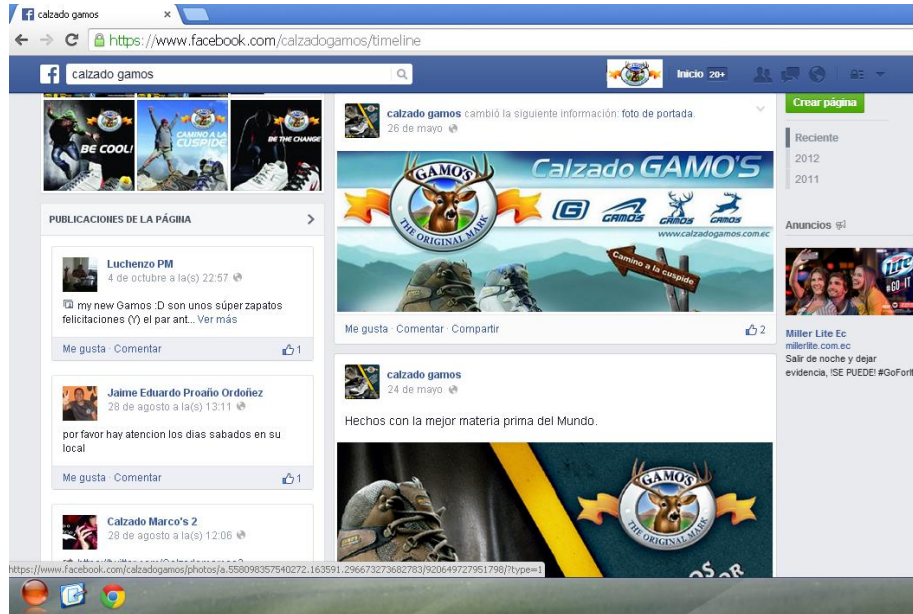 calzado gamos
https://www.facebook.com/calzadogamos/timeline
calzado gamos
Inicio 20+
BE COOL!
CAMINO A LA
CUSPIDE
BE THE CHANGE
PUBLICACIONES DE LA PÁGINA
Luchenzo PM
4 de octubre a la(s) 22:57
my new Gamos :D son unos súper zapatos
felicitaciones (Y) el par ant... Ver más
Me gusta · Comentar
1
Jaime Eduardo Proaño Ordoñez
28 de agosto a la(s) 13:11
por favor hay atencion los dias sabados en su
local
Me gusta · Comentar
1
Calzado Marco's 2
28 de agosto a la(s) 12:06
calzado gamos cambió la siguiente información: foto de portada.
26 de mayo
Calzado GAMO'S
GAMO'S
THE ORIGINAL MARK
G
GAMOS
GAMOS
GAMOS
www.calzadogamos.com.ec
Camino a la cuspide
Me gusta · Comentar · Compartir
2
calzado gamos
24 de mayo
Hechos con la mejor materia prima del Mundo.
GAMO'S
THE ORIGINAL MARK
Crear página
Reciente
2012
2011
Anuncios
Lite
#GO IT
Miller Lite Ec
millerlite.com.ec
Salir de noche y dejar
evidencia, !SE PUEDE! #GoForIt
https://www.facebook.com/calzadogamos/photos/a.558098357540272.163591.296673273682783/920649727951798/?type=1